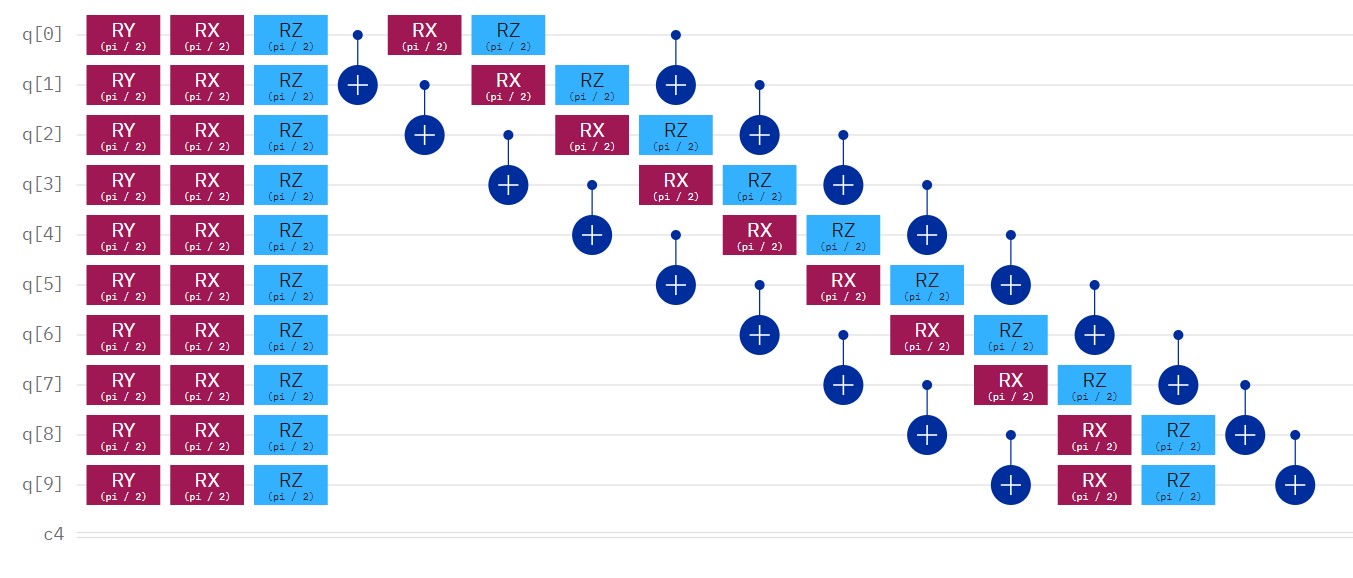 q[0] RY (pi / 2) RX (pi / 2) RZ (pi / 2) RX (pi / 2) RZ (pi / 2)
q[1] RY (pi / 2) RX (pi / 2) RZ (pi / 2) RX (pi / 2) RZ (pi / 2)
q[2] RY (pi / 2) RX (pi / 2) RZ (pi / 2) RX (pi / 2) RZ (pi / 2)
q[3] RY (pi / 2) RX (pi / 2) RZ (pi / 2) RX (pi / 2) RZ (pi / 2)
q[4] RY (pi / 2) RX (pi / 2) RZ (pi / 2) RX (pi / 2) RZ (pi / 2)
q[5] RY (pi / 2) RX (pi / 2) RZ (pi / 2) RX (pi / 2) RZ (pi / 2)
q[6] RY (pi / 2) RX (pi / 2) RZ (pi / 2) RX (pi / 2) RZ (pi / 2)
q[7] RY (pi / 2) RX (pi / 2) RZ (pi / 2) RX (pi / 2) RZ (pi / 2)
q[8] RY (pi / 2) RX (pi / 2) RZ (pi / 2) RX (pi / 2) RZ (pi / 2)
q[9] RY (pi / 2) RX (pi / 2) RZ (pi / 2) RX (pi / 2) RZ (pi / 2)
c4